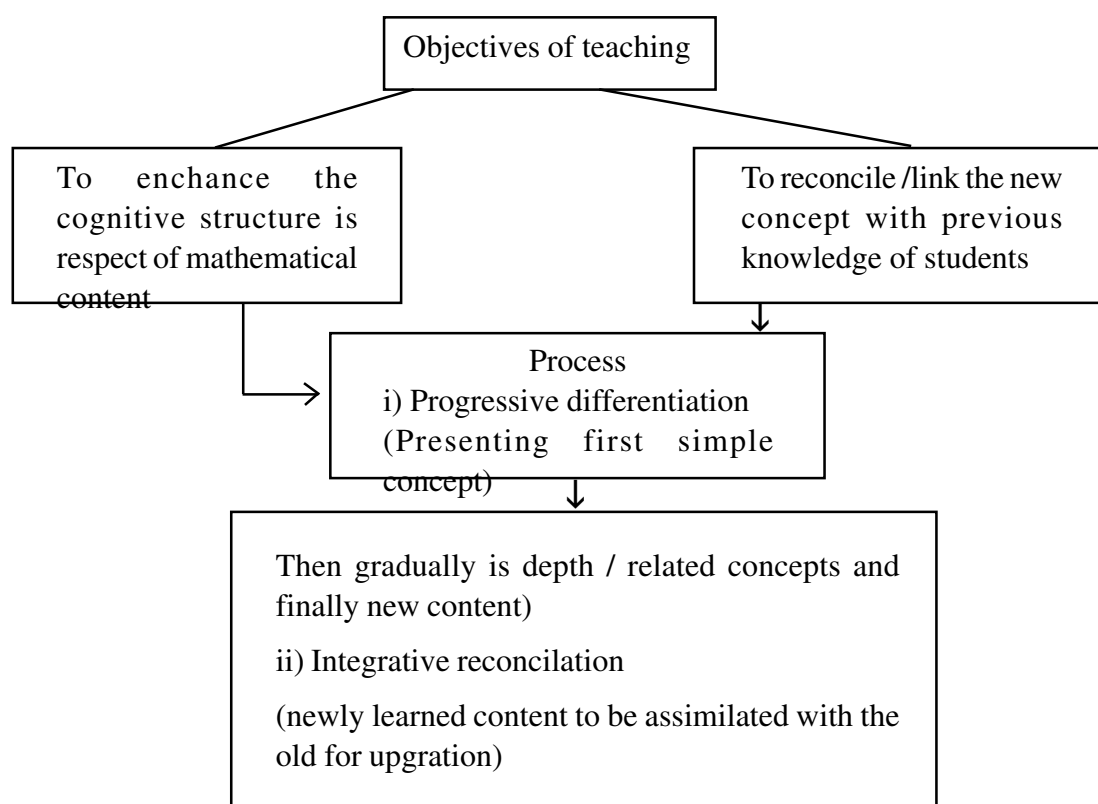 Objectives of teaching
To enchance the
cognitive structure is
respect of mathematical
content
To reconcile /link the new
concept with previous
knowledge of students
Process
i) Progressive differentiation
(Presenting first simple
concept)
Then gradually is depth / related concepts and
finally new content)
ii) Integrative reconcilation
(newly learned content to be assimilated with the
old for upgration)